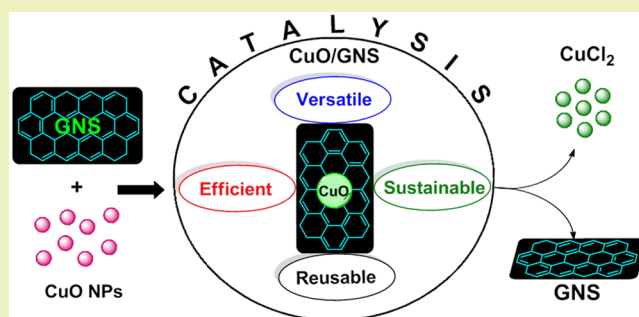 CATALYSIS
CuO/GNS
Versatile
GNS
+
CuO NPs
Efficient
CuO
Sustainable
Reusable
CuCl₂
GNS